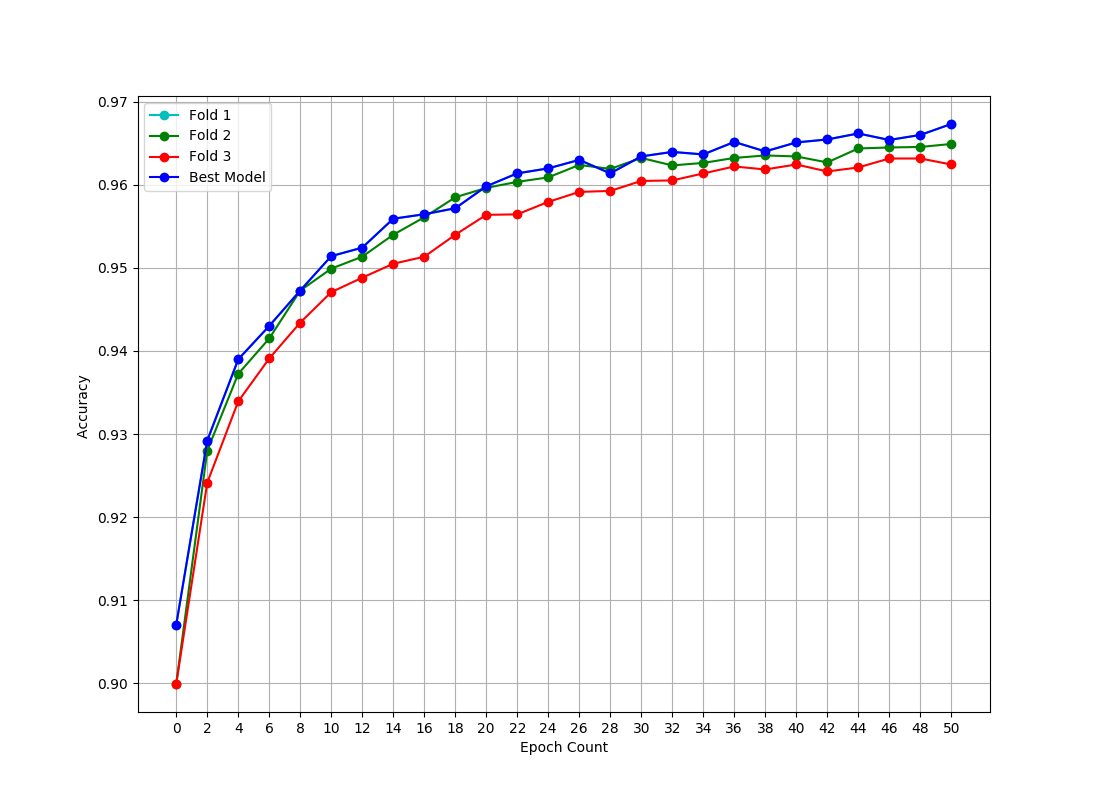 0.97
0.96
0.95
0.94
0.93
0.92
0.91
0.90
Accuracy
Fold 1
Fold 2
Fold 3
Best Model
0 2 4 6 8 10 12 14 16 18 20 22 24 26 28 30 32 34 36 38 40 42 44 46 48 50
Epoch Count